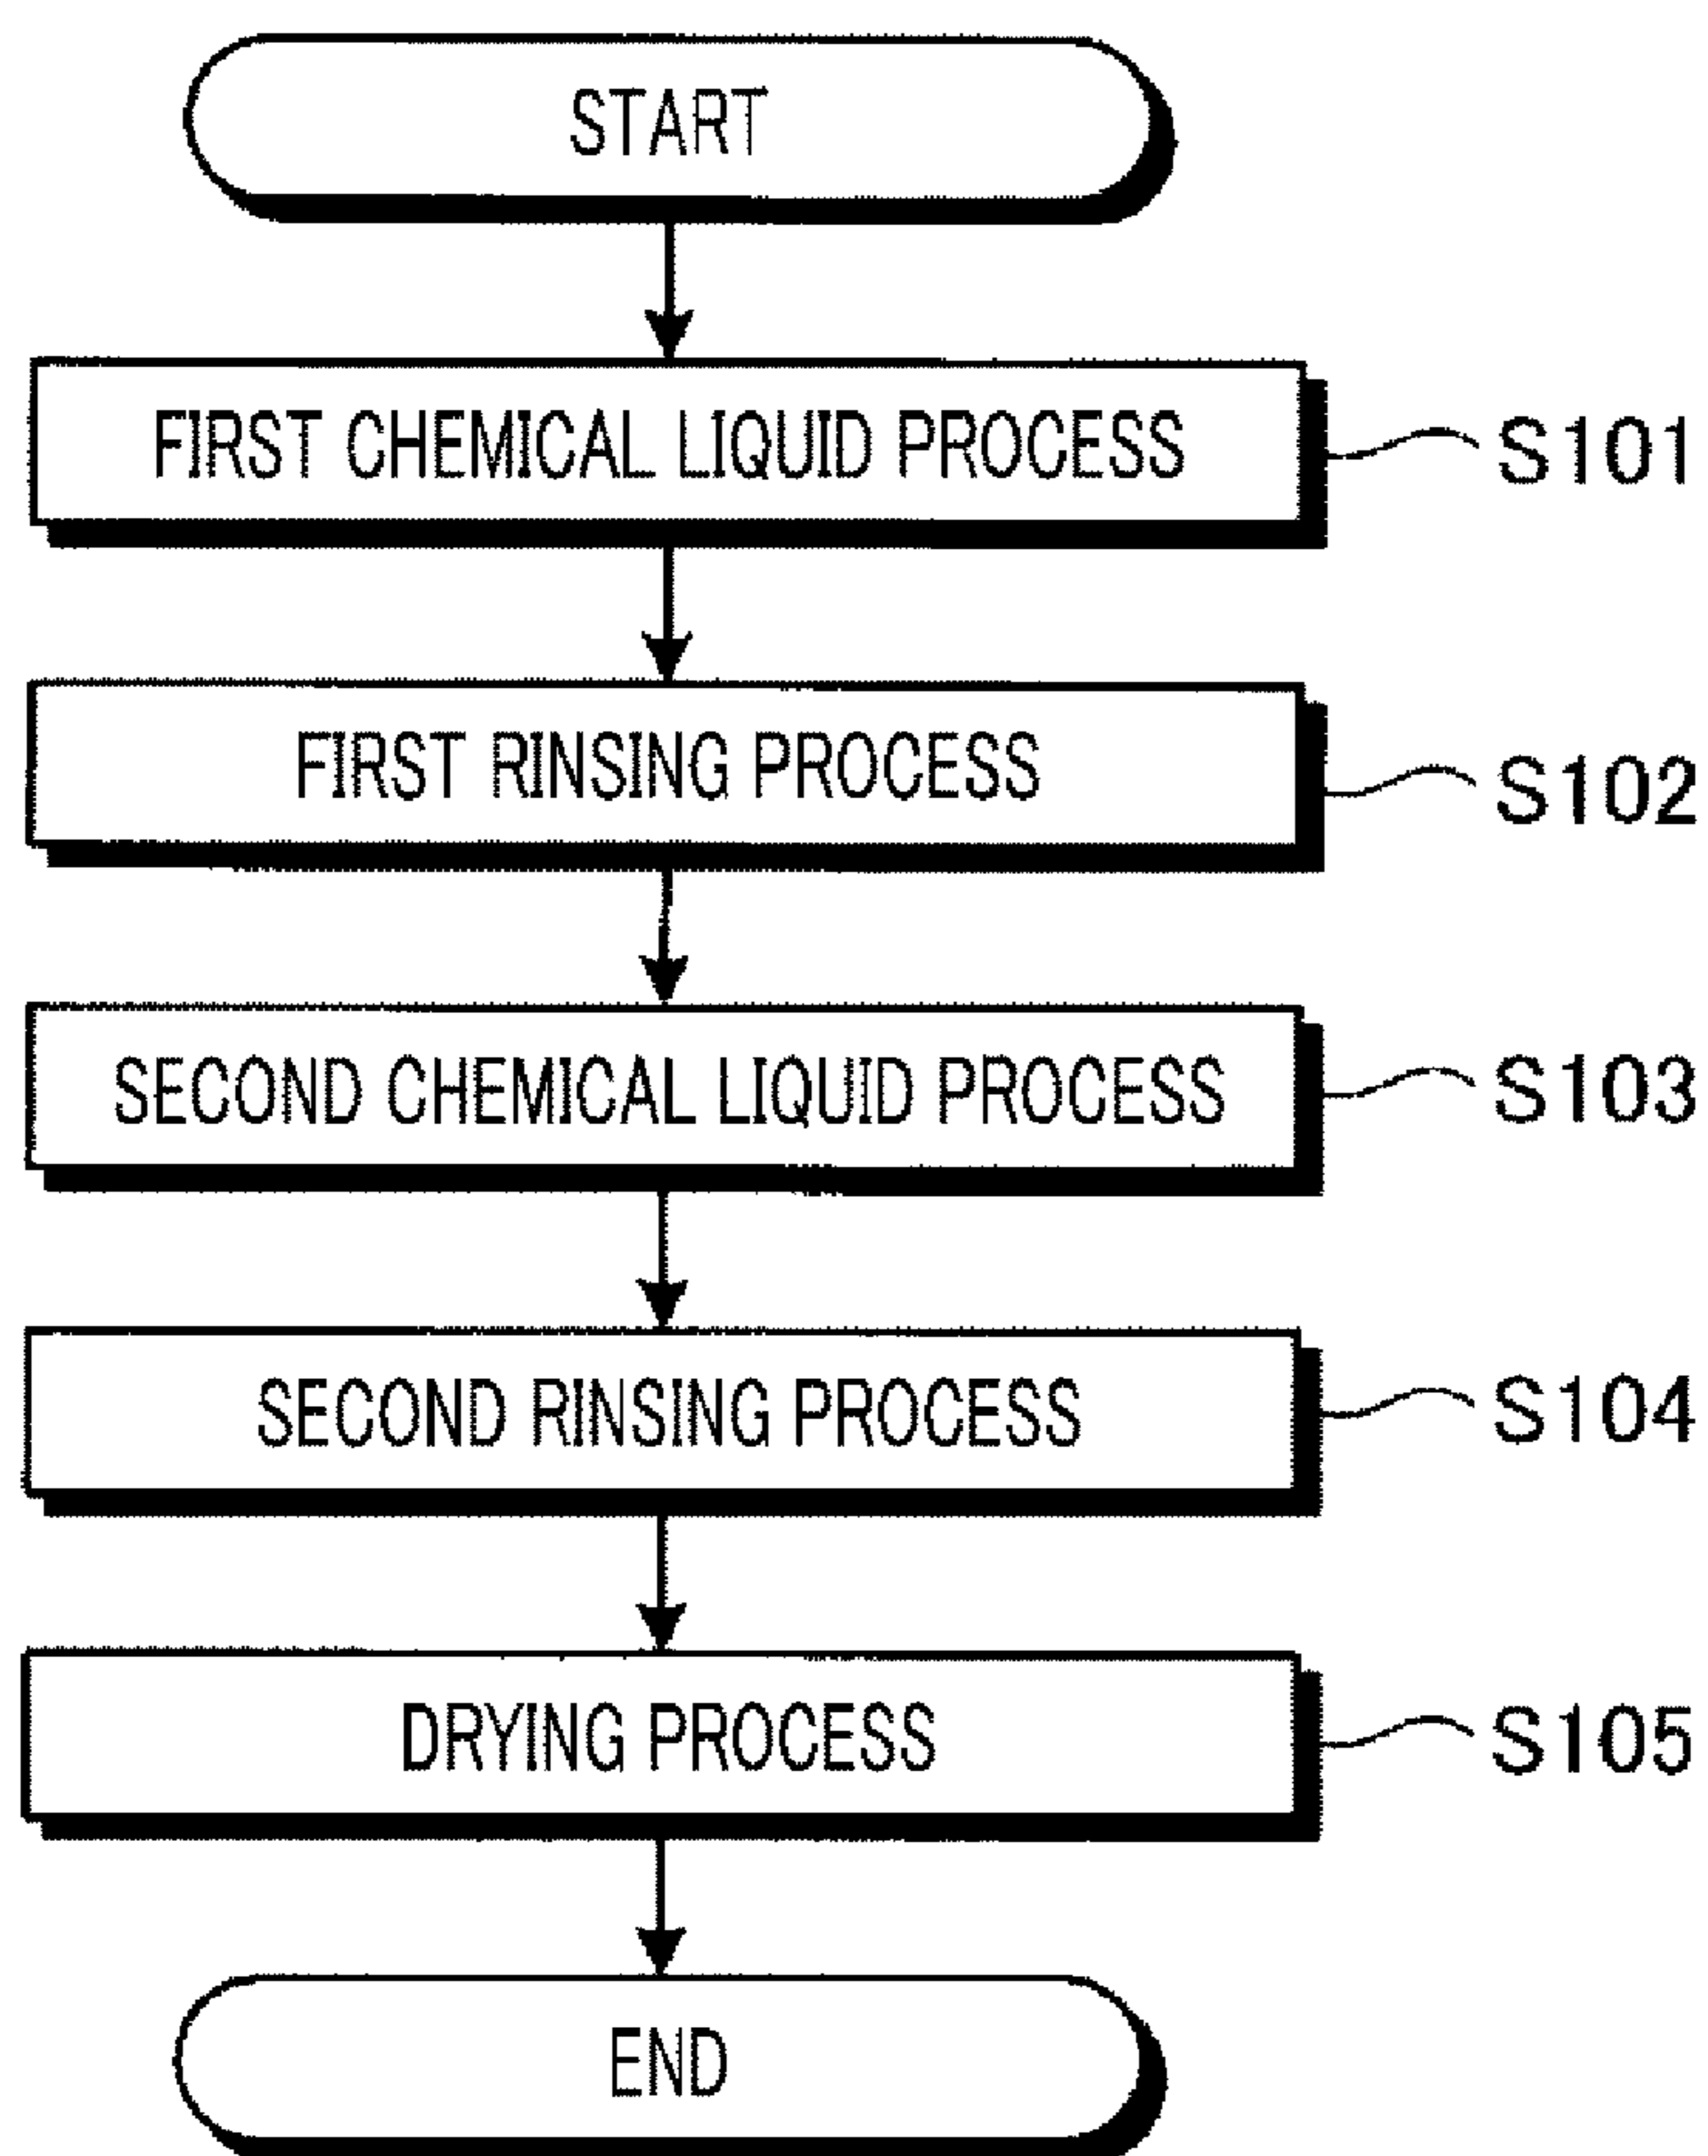 START
FIRST CHEMICAL LIQUID PROCESS S101
FIRST RINSING PROCESS S102
SECOND CHEMICAL LIQUID PROCESS S103
SECOND RINSING PROCESS S104
DRYING PROCESS S105
END